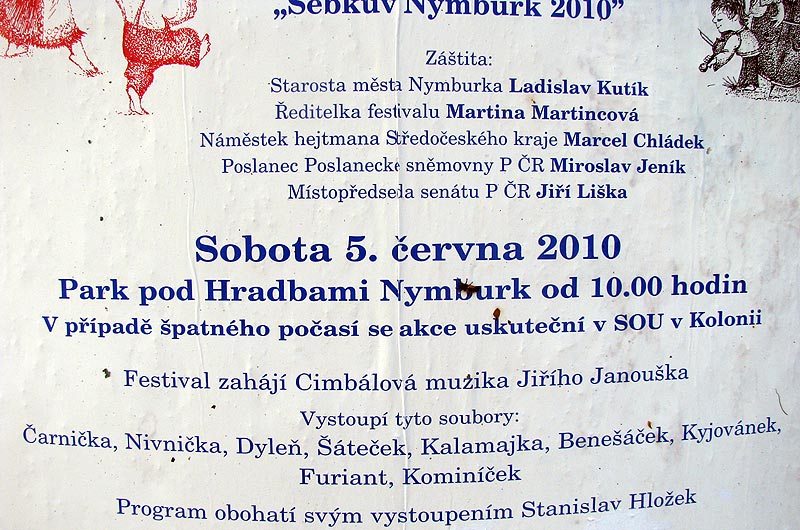 „Šebkův Nymburk 2010”
Záštita:
Starosta města Nymburka Ladislav Kutík
Ředitelka festivalu Martina Martincová
Náměstek hejtmana Středočeského kraje Marcel Chládek
Poslanec Poslanecké sněmovny P ČR Miroslav Jeník
Místopředseda senátu P ČR Jiří Liška
Sobota 5. června 2010
Park pod Hradbami Nymburk od 10.00 hodin
V případě špatného počasí se akce uskuteční v SOU v Kolonii
Festival zahájí Cimbálová muzika Jiřího Janouška
Vystoupí tyto soubory:
Čarnička, Nivnička, Dyleň, Šáteček, Kalamajka, Benešáček, Kyjovánek,
Furiant, Kominíček
Program obohatí svým vystoupením Stanislav Hložek